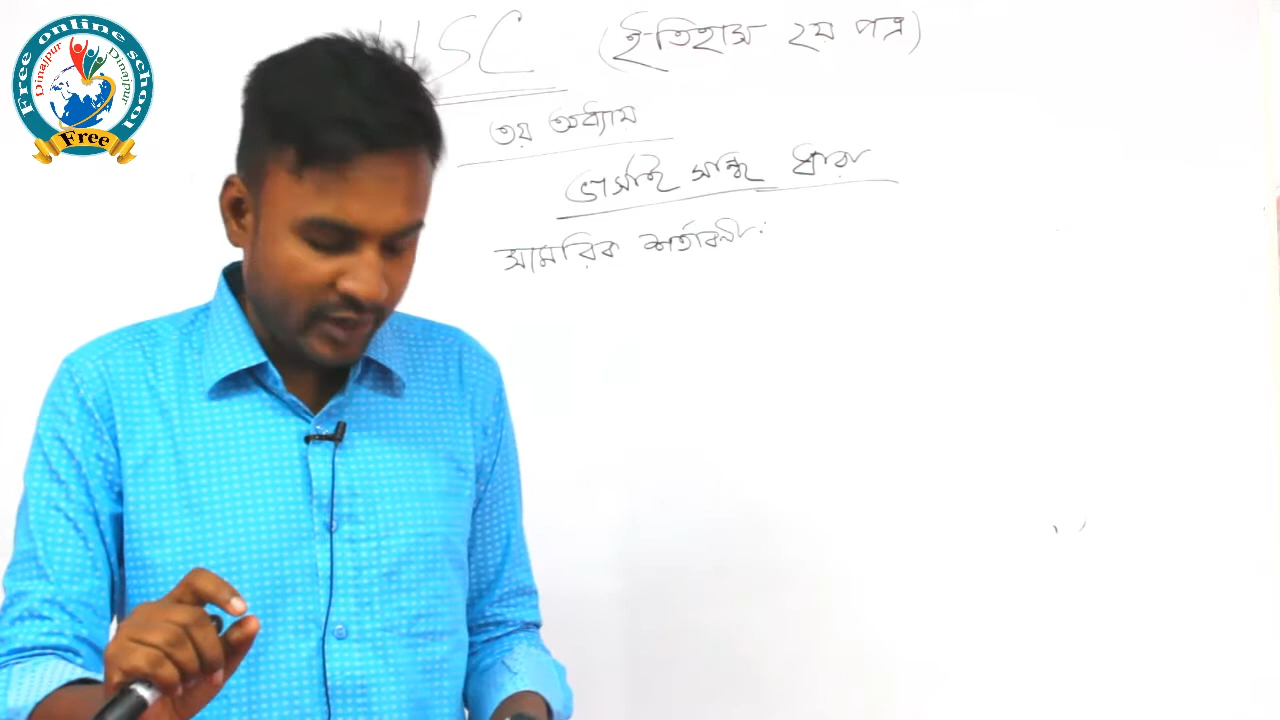 Free online school
Dinajpur Dinajpur
Free
HSC (ইতিহাস ২য় পত্র)
৩য় অধ্যায়
ভার্সাই সন্ধি ধারা
সামরিক শর্তাবলী: